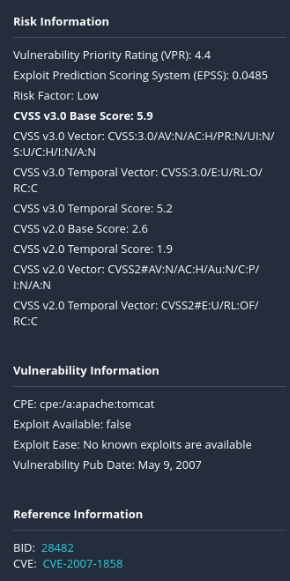 Risk Information
Vulnerability Priority Rating (VPR): 4.4
Exploit Prediction Scoring System (EPSS): 0.0485
Risk Factor: Low
CVSS v3.0 Base Score: 5.9
CVSS v3.0 Vector: CVSS:3.0/AV:N/AC:H/PR:N/UI:N/
S:U/C:H/I:N/A:N
CVSS v3.0 Temporal Vector: CVSS:3.0/E:U/RL:O/
RC:C
CVSS v3.0 Temporal Score: 5.2
CVSS v2.0 Base Score: 2.6
CVSS v2.0 Temporal Score: 1.9
CVSS v2.0 Vector: CVSS2#AV:N/AC:H/Au:N/C:P/
I:N/A:N
CVSS v2.0 Temporal Vector: CVSS2#E:U/RL:OF/
RC:C
Vulnerability Information
CPE: cpe:/a:apache:tomcat
Exploit Available: false
Exploit Ease: No known exploits are available
Vulnerability Pub Date: May 9, 2007
Reference Information
BID: 28482
CVE: CVE-2007-1858